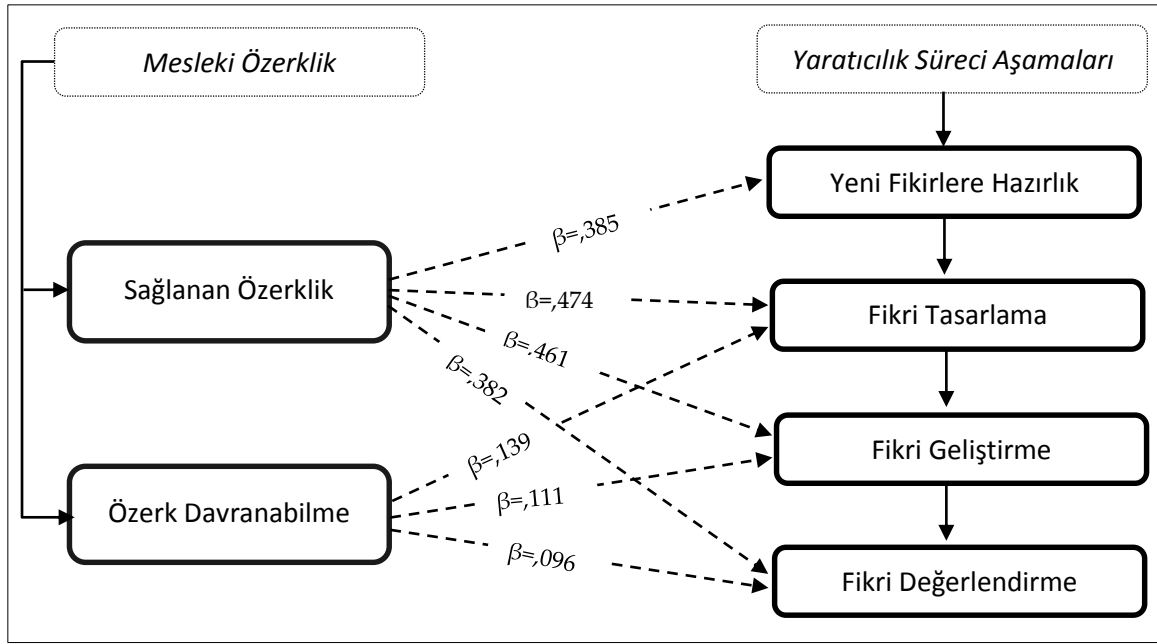 Mesleki Özerklik
Yaratıcılık Süreci Aşamaları
Yeni Fikirlere Hazırlık
β=,385
Sağlanan Özerklik
β=,474
Fikri Tasarlama
β=,461
β=,382
β=,139
Fikri Geliştirme
Özerk Davranabilme
β=,111
β=,096
Fikri Değerlendirme